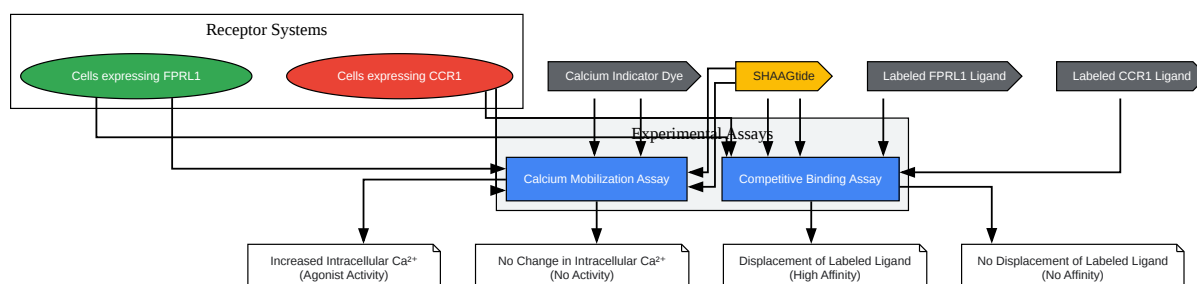 Receptor Systems
Cells expressing FPRL1
Cells expressing CCR1
Calcium Indicator Dye
SHAAGtide
Labeled FPRL1 Ligand
Labeled CCR1 Ligand
Experimental Assays
Calcium Mobilization Assay
Competitive Binding Assay
Increased Intracellular Ca²⁺
(Agonist Activity)
No Change in Intracellular Ca²⁺
(No Activity)
Displacement of Labeled Ligand
(High Affinity)
No Displacement of Labeled Ligand
(No Affinity)